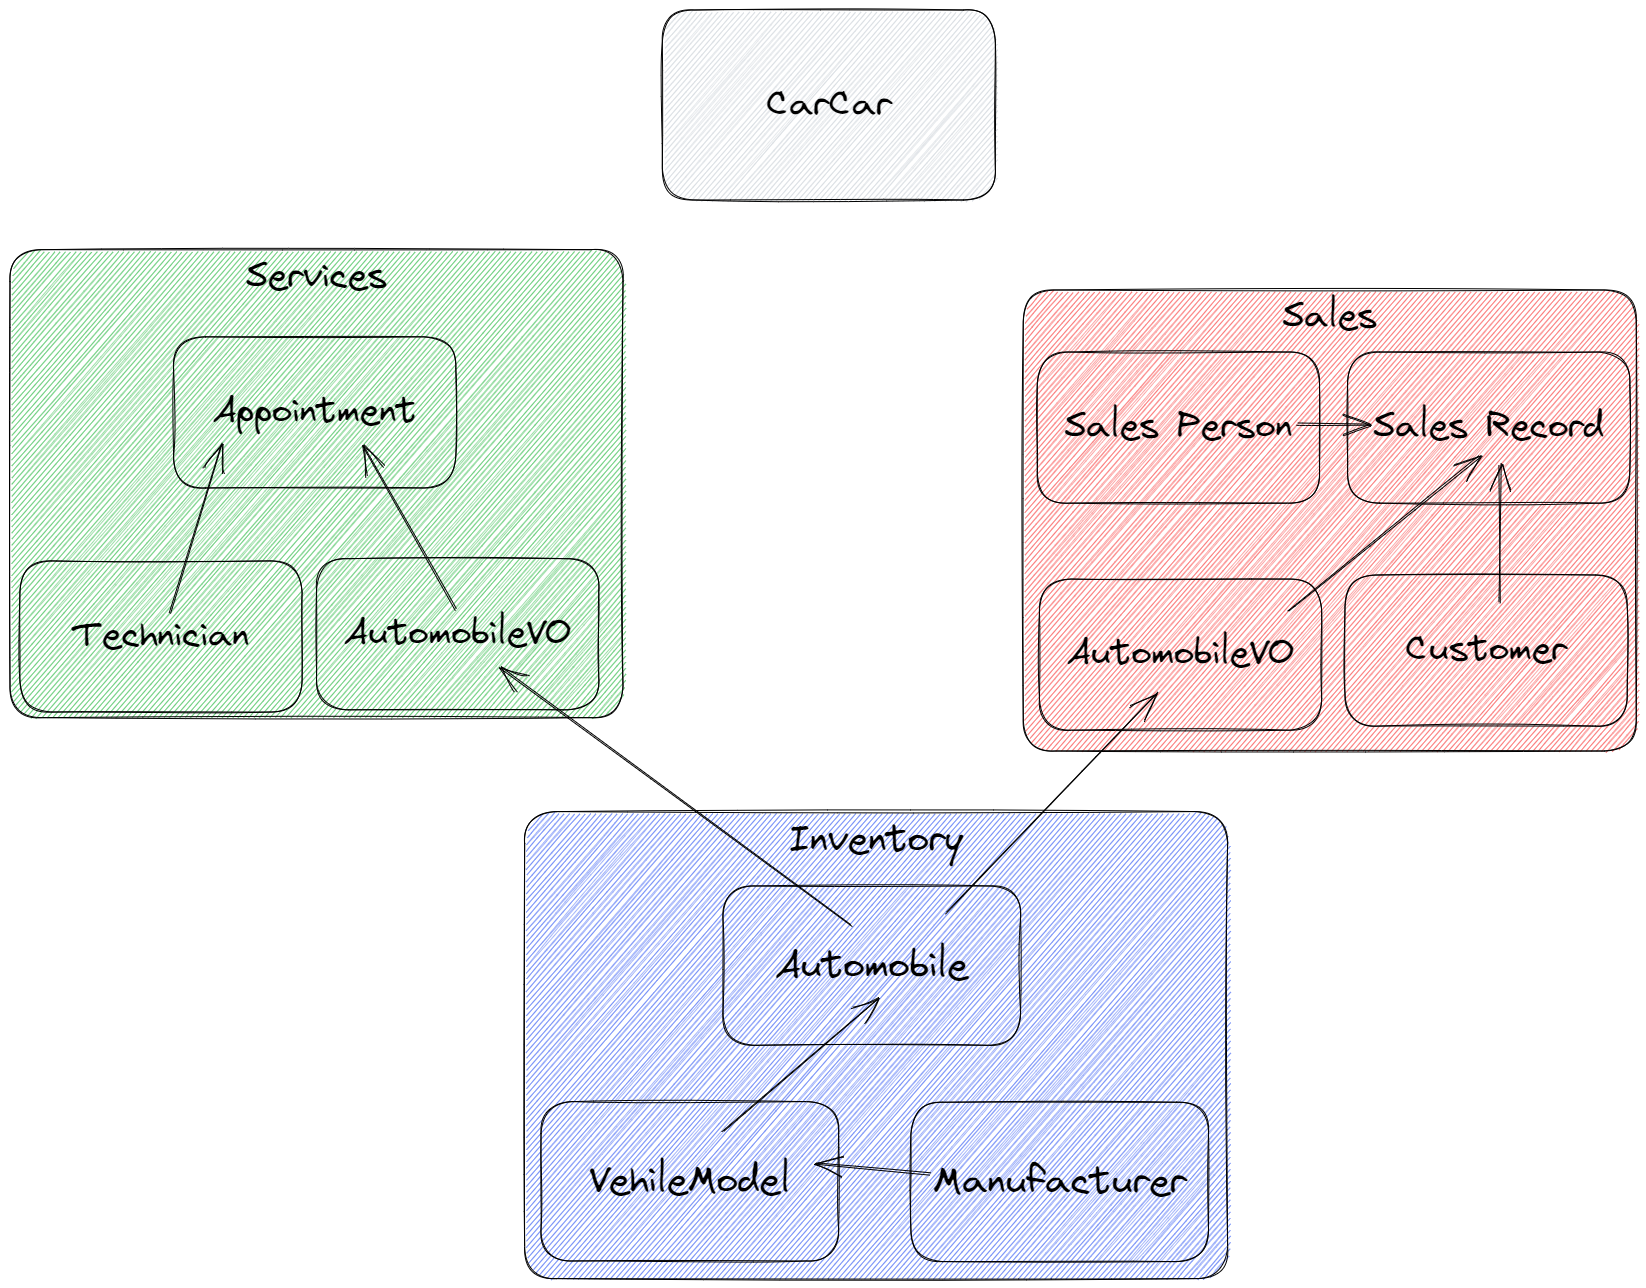 CarCar
Services
Appointment
Technician
AutomobileVO
Sales
Sales Person
Sales Record
AutomobileVO
Customer
Inventory
Automobile
VehileModel
Manufacturer